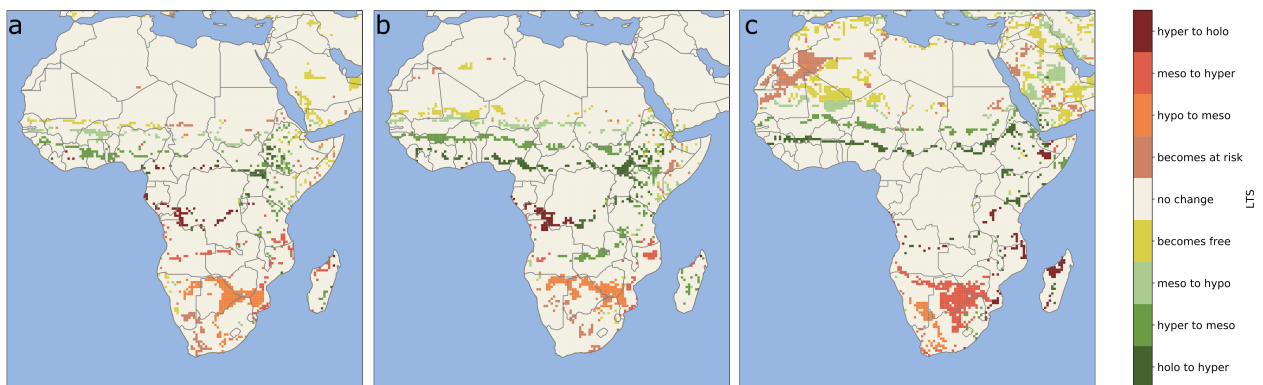 a
b
c
hyper to holo
meso to hyper
hypo to meso
becomes at risk
no change
becomes free
meso to hypo
hyper to meso
holo to hyper
LTS